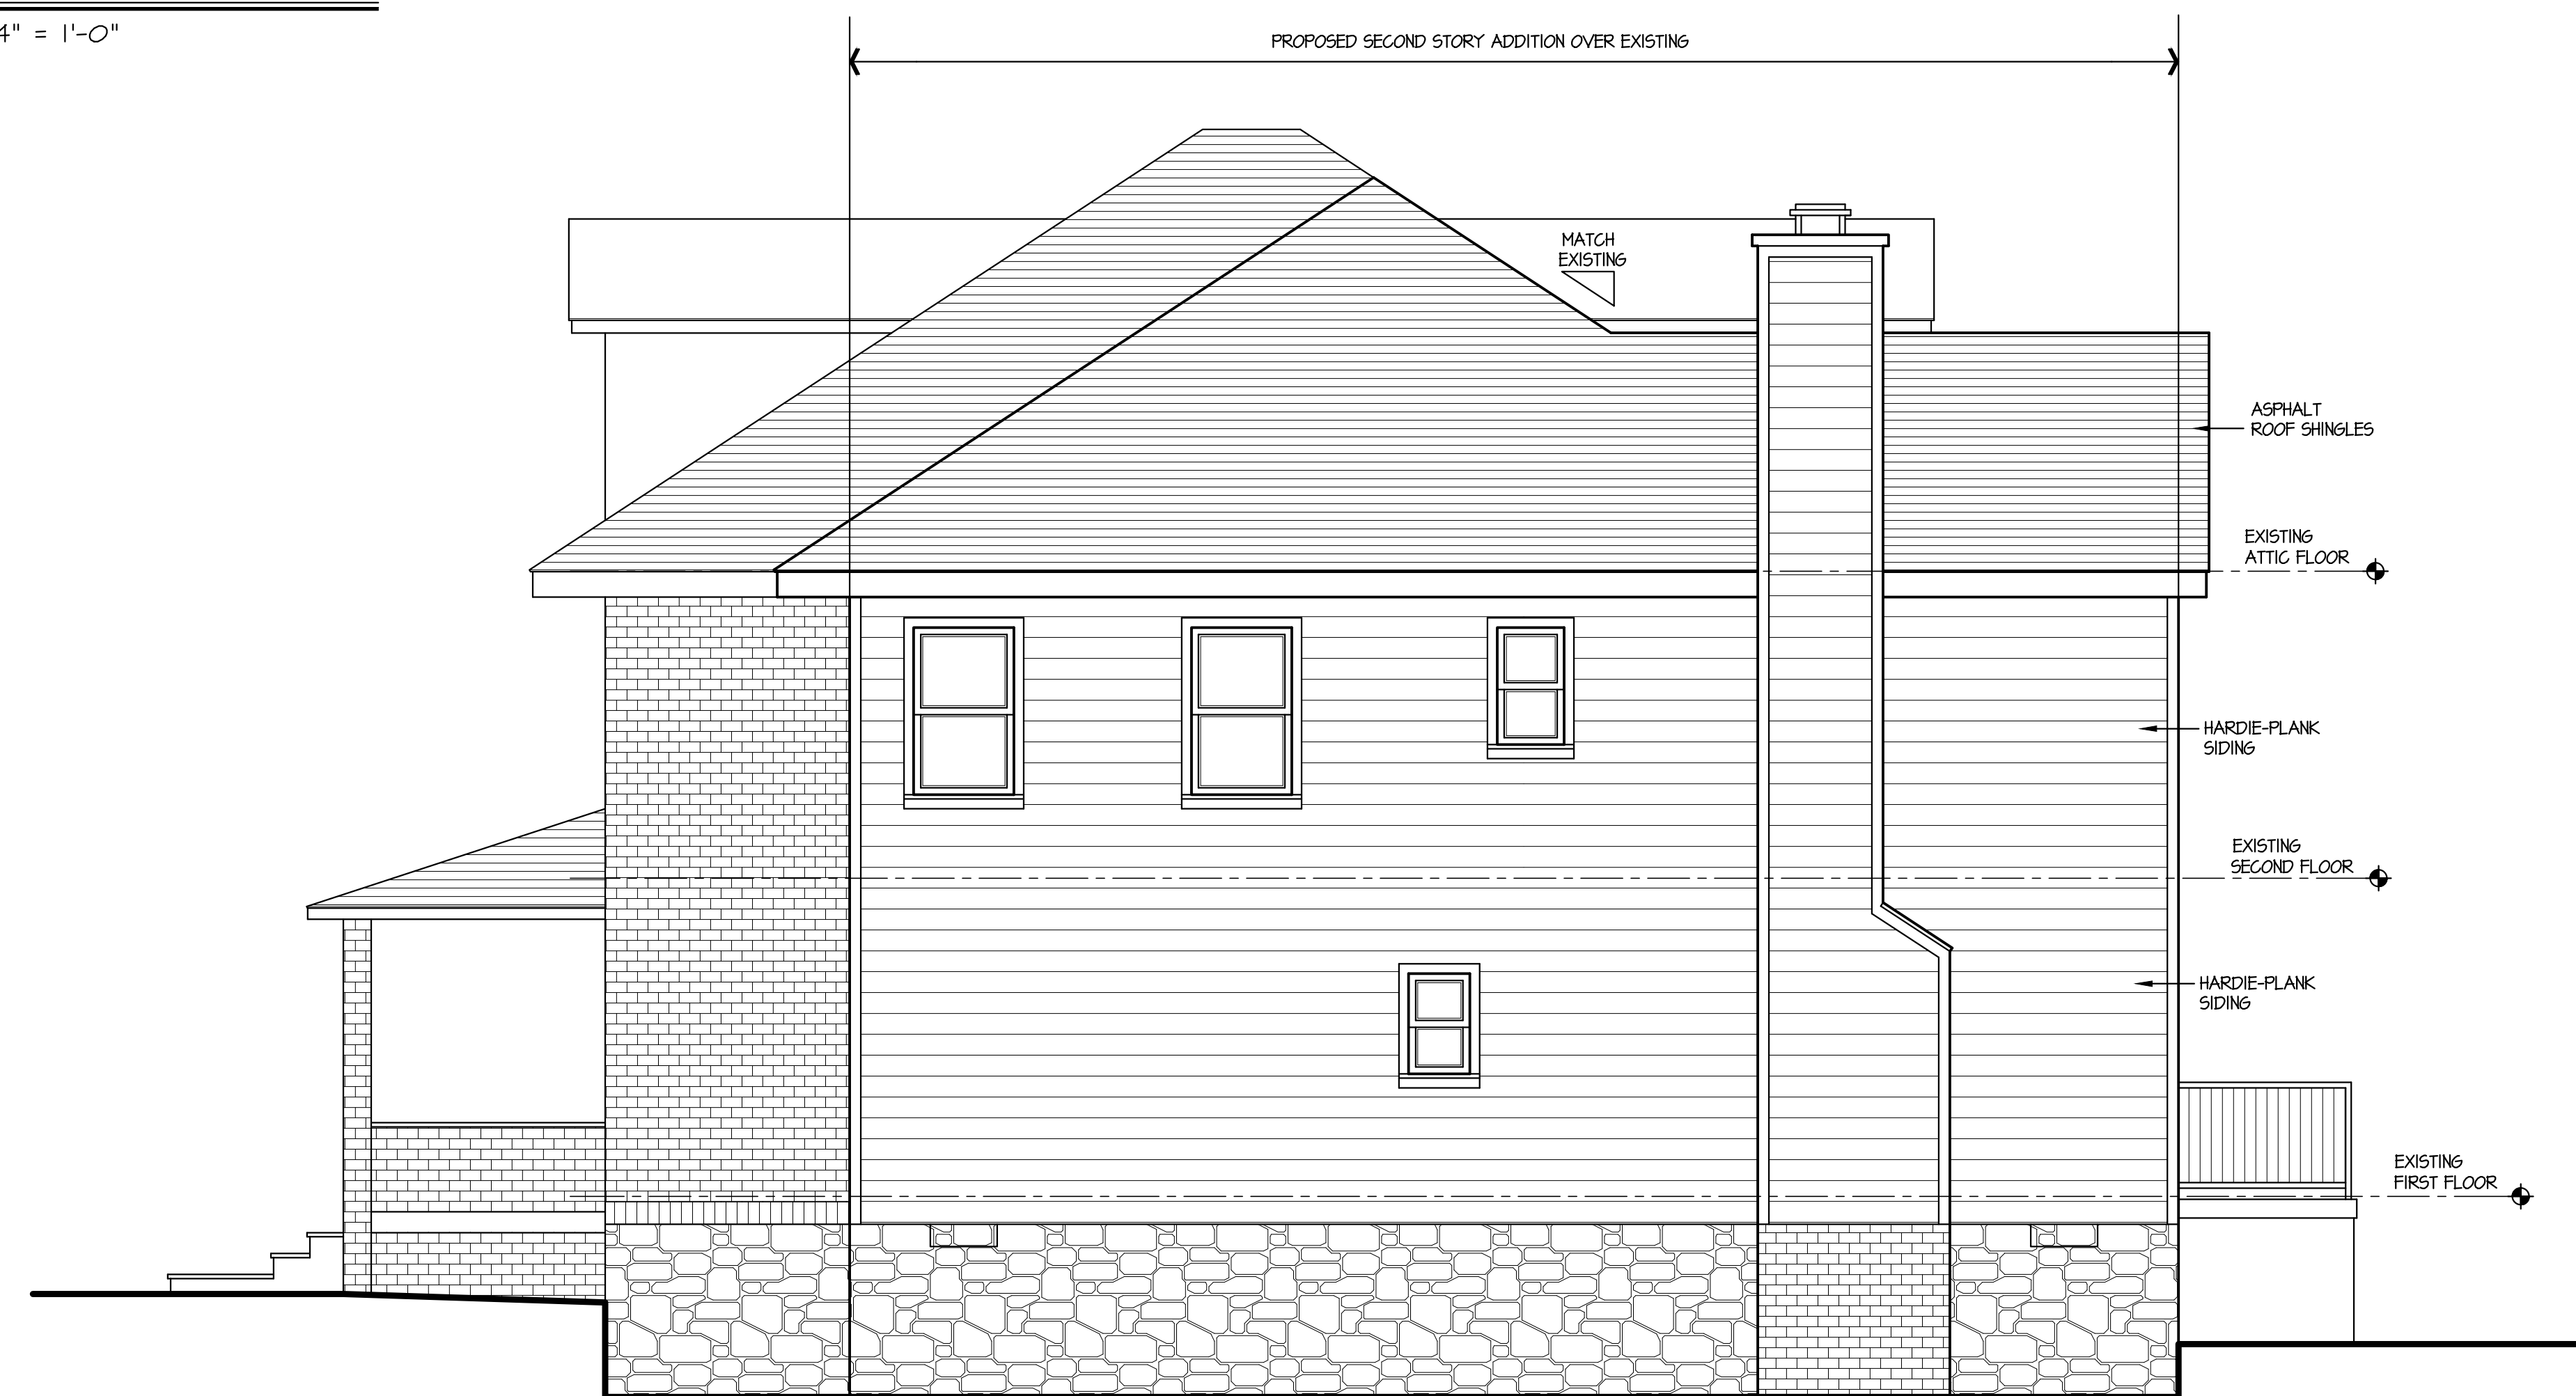 4" = 1'-0"
PROPOSED SECOND STORY ADDITION OVER EXISTING
MATCH
EXISTING
ASPHALT
ROOF SHINGLES
EXISTING
ATTIC FLOOR
HARDIE-PLANK
SIDING
EXISTING
SECOND FLOOR
HARDIE-PLANK
SIDING
EXISTING
FIRST FLOOR